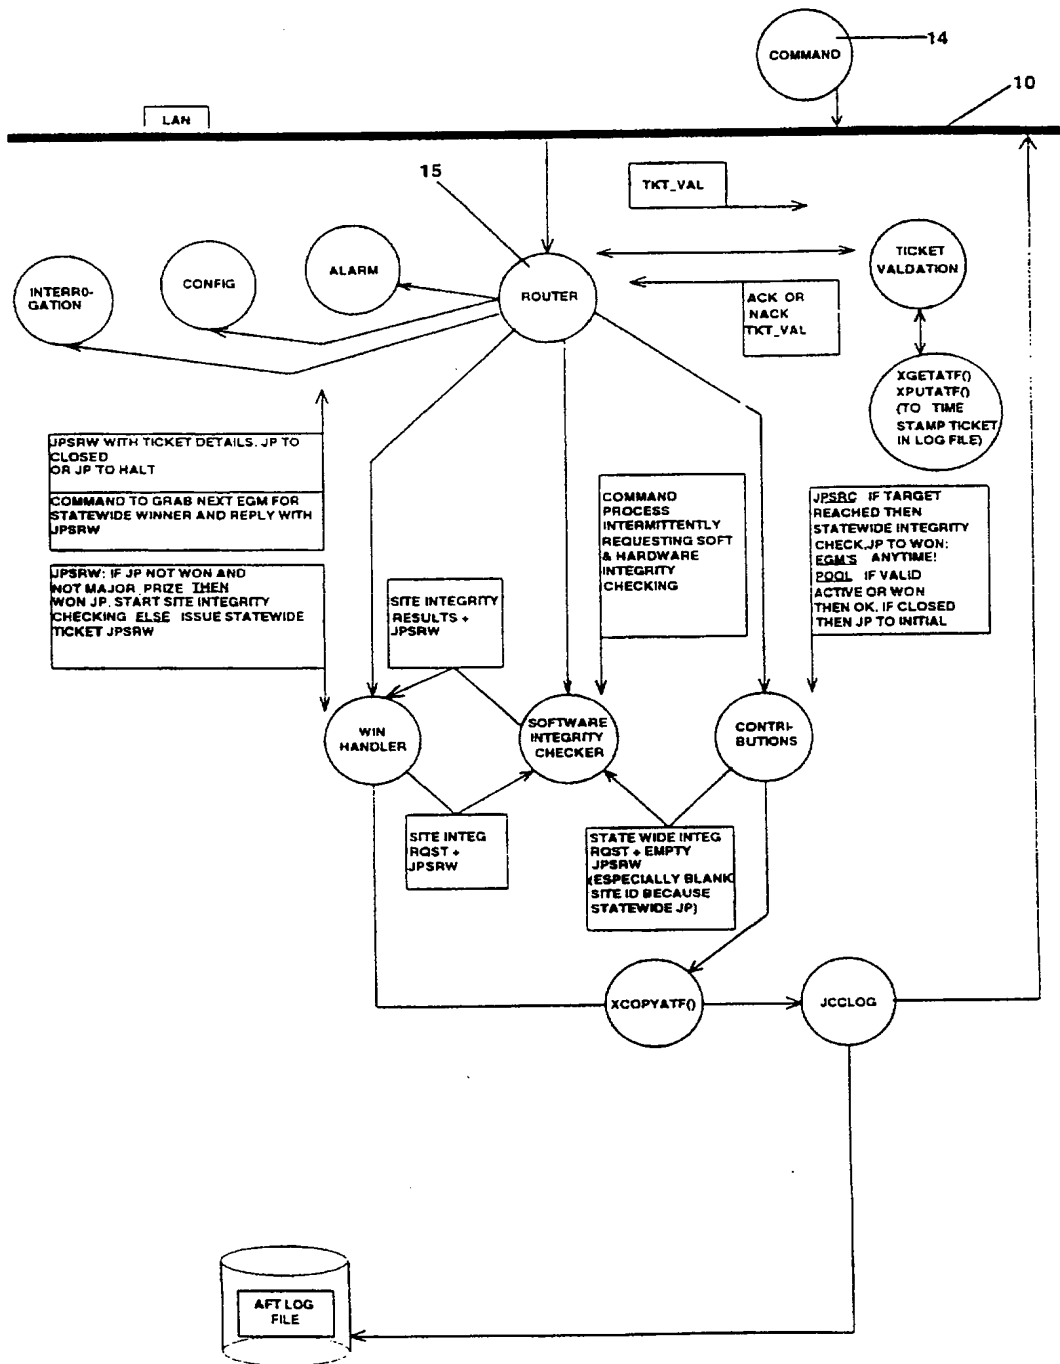 14
COMMAND
10
LAN
15
TKT_VAL
TICKET
VALDATION
ALARM
CONFIG
INTERRO-
GATION
ROUTER
ACK OR
NACK
TKT_VAL
XGETATF()
XPUTATF()
(TO TIME
STAMP TICKET
IN LOG FILE)
JPSRW WITH TICKET DETAILS. JP TO
CLOSED
OR JP TO HALT
COMMAND TO GRAB NEXT EGM FOR
STATEWIDE WINNER AND REPLY WITH
JPSRW
JPSRW: IF JP NOT WON AND
NOT MAJOR PRIZE THEN
WON JP. START SITE INTEGRITY
CHECKING ELSE ISSUE STATEWIDE
TICKET JPSRW
SITE INTEGRITY
RESULTS +
JPSRW
COMMAND
PROCESS
INTERMITTENTLY
REQUESTING SOFT
& HARDWARE
INTEGRITY
CHECKING
JPSRC IF TARGET
REACHED THEN
STATEWIDE INTEGRITY
CHECK,JP TO WON:
EGM'S ANYTIME!
POOL IF VALID
ACTIVE OR WON
THEN OK. IF CLOSED
THEN JP TO INITIAL
WIN
HANDLER
SOFTWARE
INTEGRITY
CHECKER
CONTRI-
BUTIONS
SITE INTEG
RQST +
JPSRW
STATE WIDE INTEG
RQST + EMPTY
JPSRW
(ESPECIALLY BLANK
SITE ID BECAUSE
STATEWIDE JP)
XCOPYATF()
JCCLOG
AFT LOG
FILE